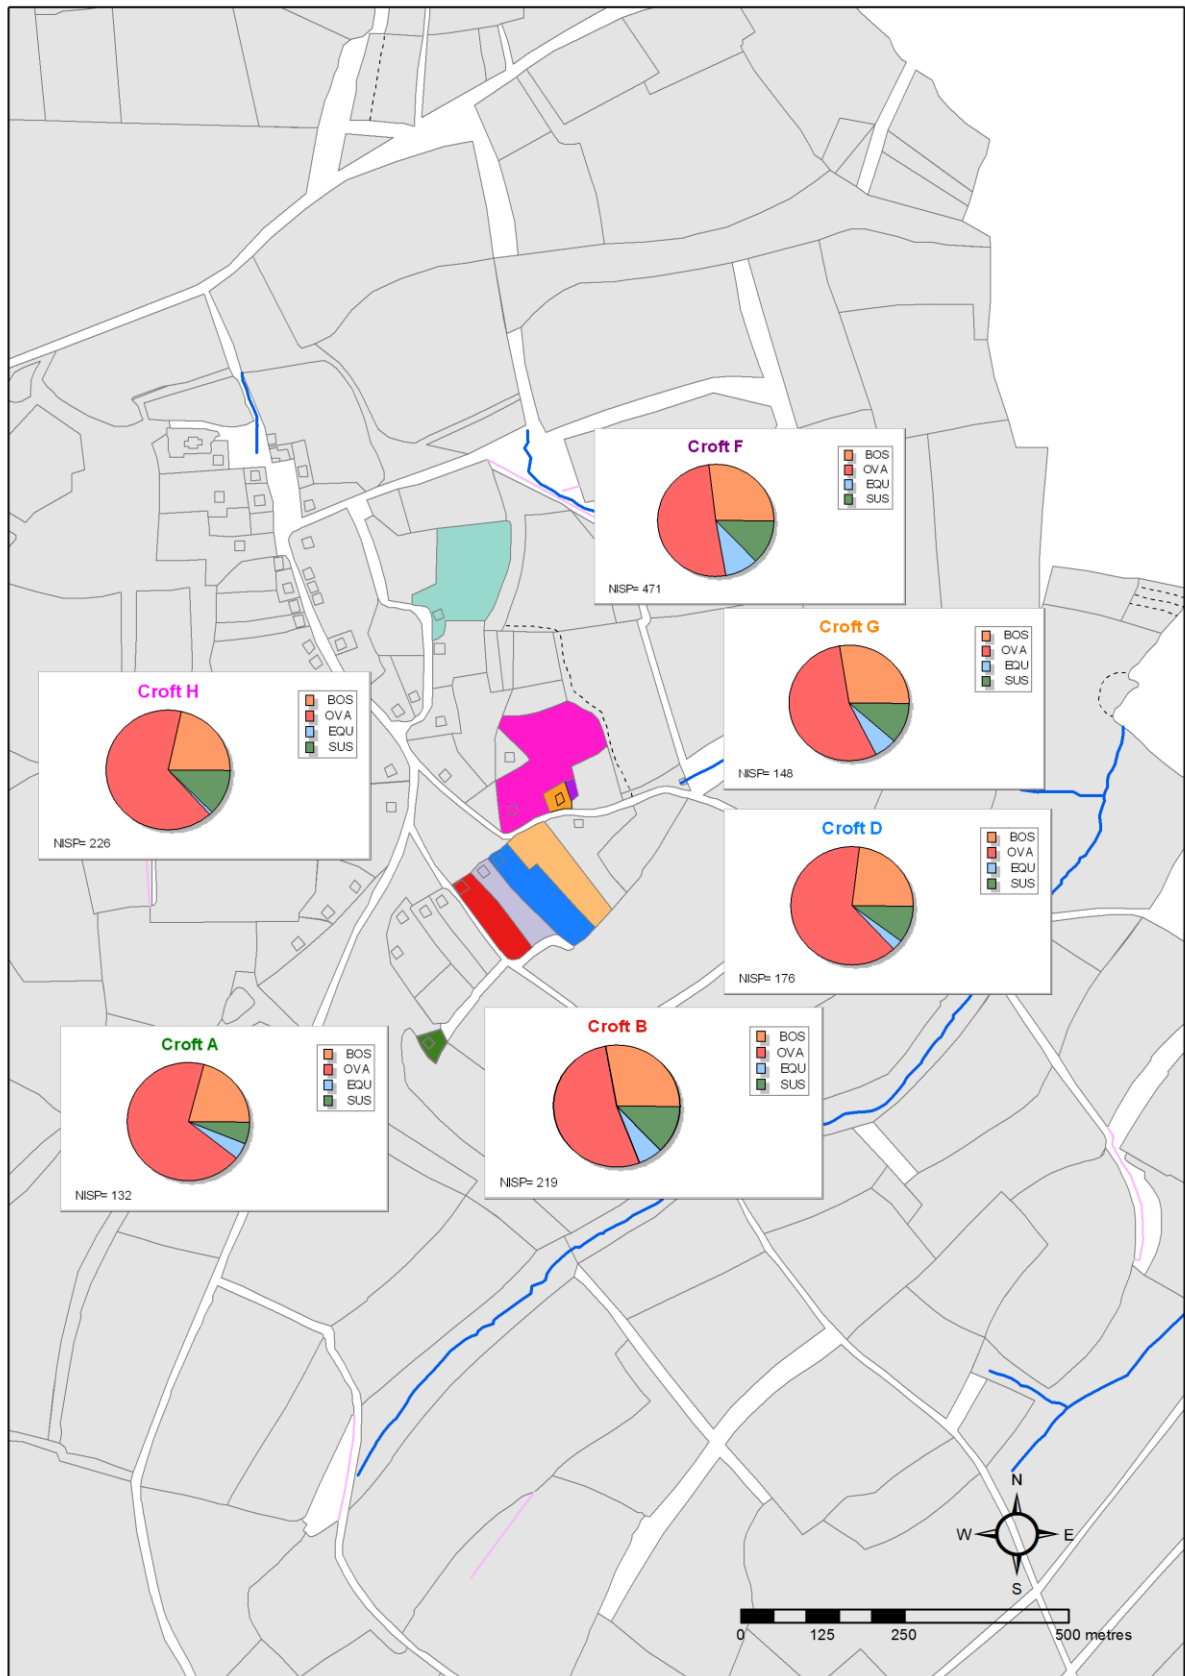 Croft F
BOS
OVA
EQU
SUS
NISP= 471
Croft G
BOS
OVA
EQU
SUS
NISP= 148
Croft H
BOS
OVA
EQU
SUS
NISP= 226
Croft D
BOS
OVA
EQU
SUS
NISP= 176
Croft B
BOS
OVA
EQU
SUS
NISP= 219
Croft A
BOS
OVA
EQU
SUS
NISP= 132
N
W E
S
0 125 250 500 metres